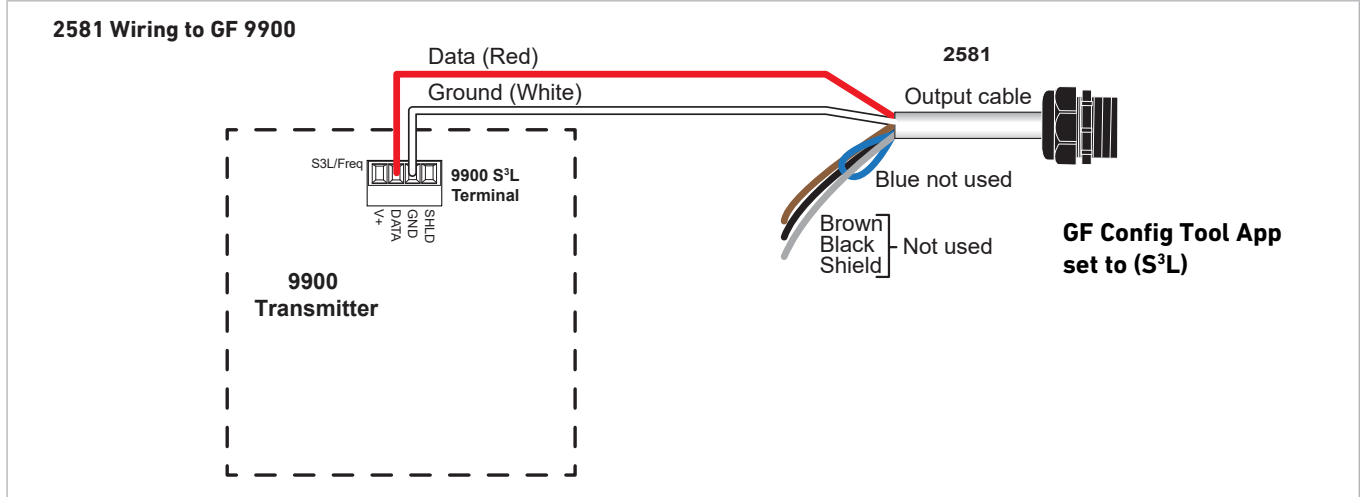 2581 Wiring to GF 9900
Data (Red)
2581
Ground (White)
Output cable
S3L/Freq
9900 S³L
Terminal
V+
DATA
GND
SHLD
Blue not used
Brown
Black
Shield
Not used
GF Config Tool App
set to (S³L)
9900
Transmitter